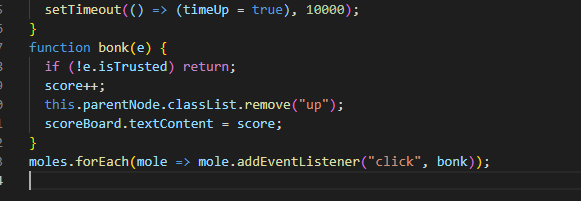 setTimeout(() => (timeUp = true), 10000);
}
function bonk(e) {
if (!e.isTrusted) return;
score++;
this.parentNode.classList.remove("up");
scoreBoard.textContent = score;
}
moles.forEach(mole => mole.addEventListener("click", bonk));